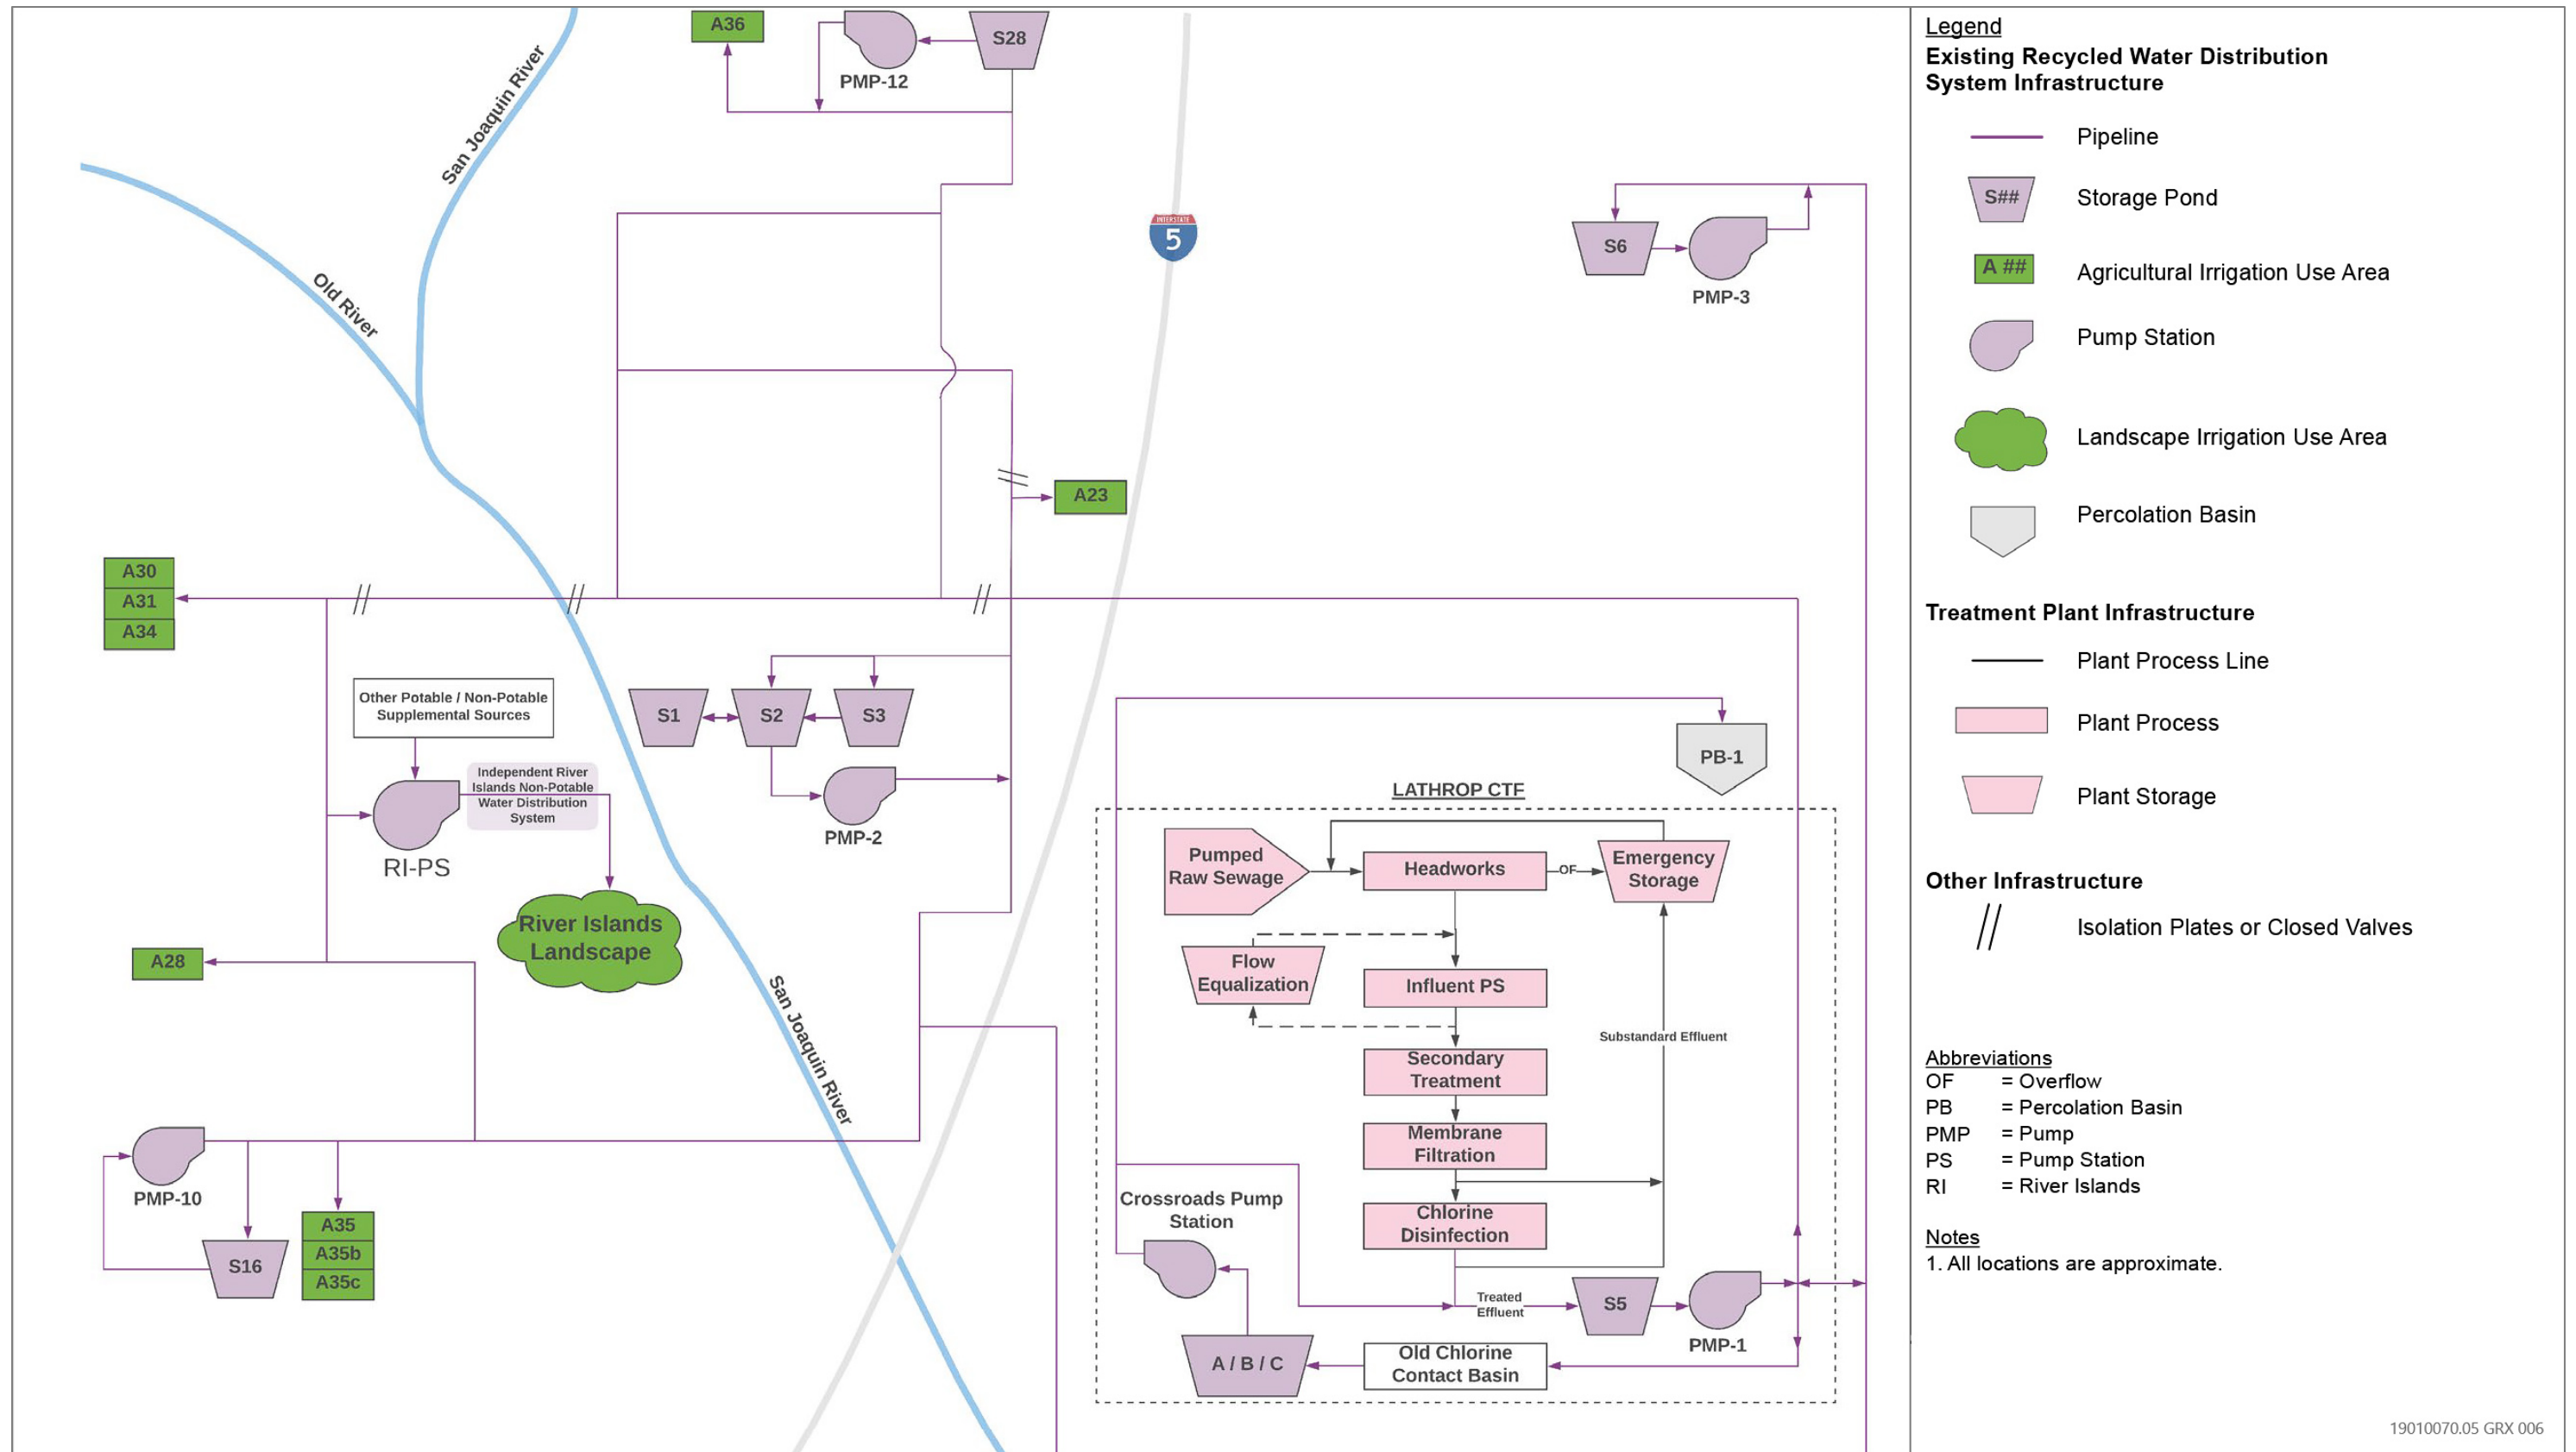 A36
S28
PMP-12
San Joaquin River
Old River
INTERSTATE
5
S6
PMP-3
A23
A30
A31
A34
Other Potable / Non-Potable
Supplemental Sources
S1
S2
S3
Independent River
Islands Non-Potable
Water Distribution
System
RI-PS
PMP-2
River Islands
Landscape
A28
San Joaquin River
PMP-10
S16
A35
A35b
A35c
PB-1
LATHROP CTF
Pumped
Raw Sewage
Headworks
OF
Emergency
Storage
Flow
Equalization
Influent PS
Substandard Effluent
Secondary
Treatment
Membrane
Filtration
Crossroads Pump
Station
Chlorine
Disinfection
Treated
Effluent
S5
PMP-1
A / B / C
Old Chlorine
Contact Basin
Legend
Existing Recycled Water Distribution
System Infrastructure
Pipeline
S##
Storage Pond
A ##
Agricultural Irrigation Use Area
Pump Station
Landscape Irrigation Use Area
Percolation Basin
Treatment Plant Infrastructure
Plant Process Line
Plant Process
Plant Storage
Other Infrastructure
Isolation Plates or Closed Valves
Abbreviations
OF = Overflow
PB = Percolation Basin
PMP = Pump
PS = Pump Station
RI = River Islands
Notes
1. All locations are approximate.
19010070.05 GRX 006